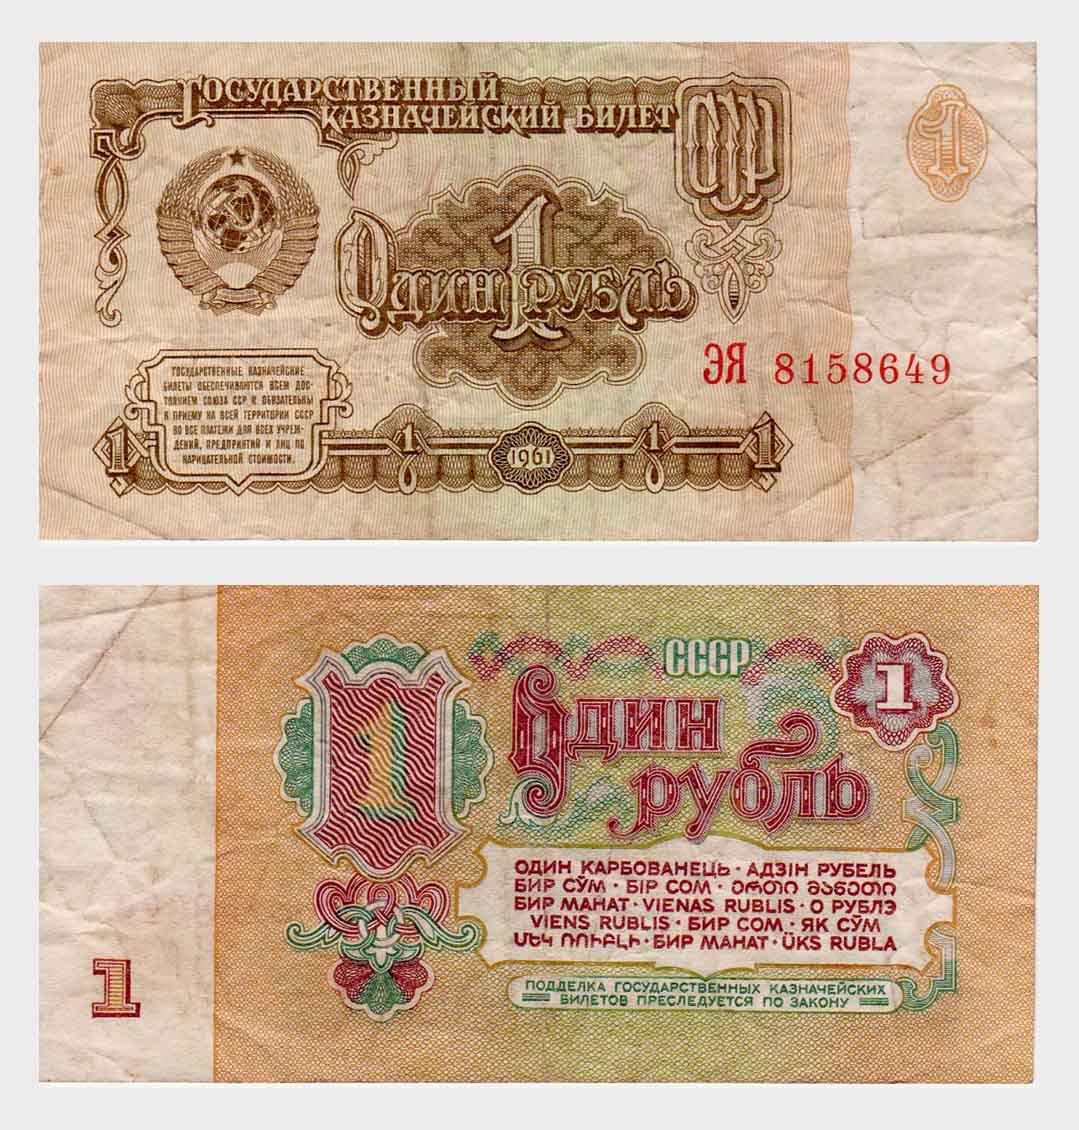 Государственный
казначейский билет
СССР
1
1
Один рубль
ЭЯ 8158649
ГОСУДАРСТВЕННЫЕ КАЗНАЧЕЙСКИЕ
БИЛЕТЫ ОБЕСПЕЧИВАЮТСЯ ВСЕМ ДОС-
ТОЯНИЕМ СОЮЗА ССР И ОБЯЗАТЕЛЬНЫ
К ПРИЕМУ НА ВСЕЙ ТЕРРИТОРИИ СССР
ВО ВСЕ ПЛАТЕЖИ ДЛЯ ВСЕХ УЧРЕЖ-
ДЕНИЙ, ПРЕДПРИЯТИЙ И ЛИЦ ПО
НАРИЦАТЕЛЬНОЙ СТОИМОСТИ.
1 1 1961 1 1
СССР
1
1
Один
рубль
ОДИН КАРБОВАНЕЦЬ · АДЗІН РУБЕЛЬ
БИР СЎМ · БІР СОМ · ᲔᲠᲗᲘ ᲛᲐᲜᲔᲗᲘ
БИР МАНАТ · VIENAS RUBLIS · О РУБЛЭ
VIENS RUBLIS · БИР СОМ · ЯК СӮМ
ՄԵԿ ՌՈՒԲԼԻ · БИР МАНАТ · ÜKS RUBLA
1
ПОДДЕЛКА ГОСУДАРСТВЕННЫХ КАЗНАЧЕЙСКИХ
БИЛЕТОВ ПРЕСЛЕДУЕТСЯ ПО ЗАКОНУ